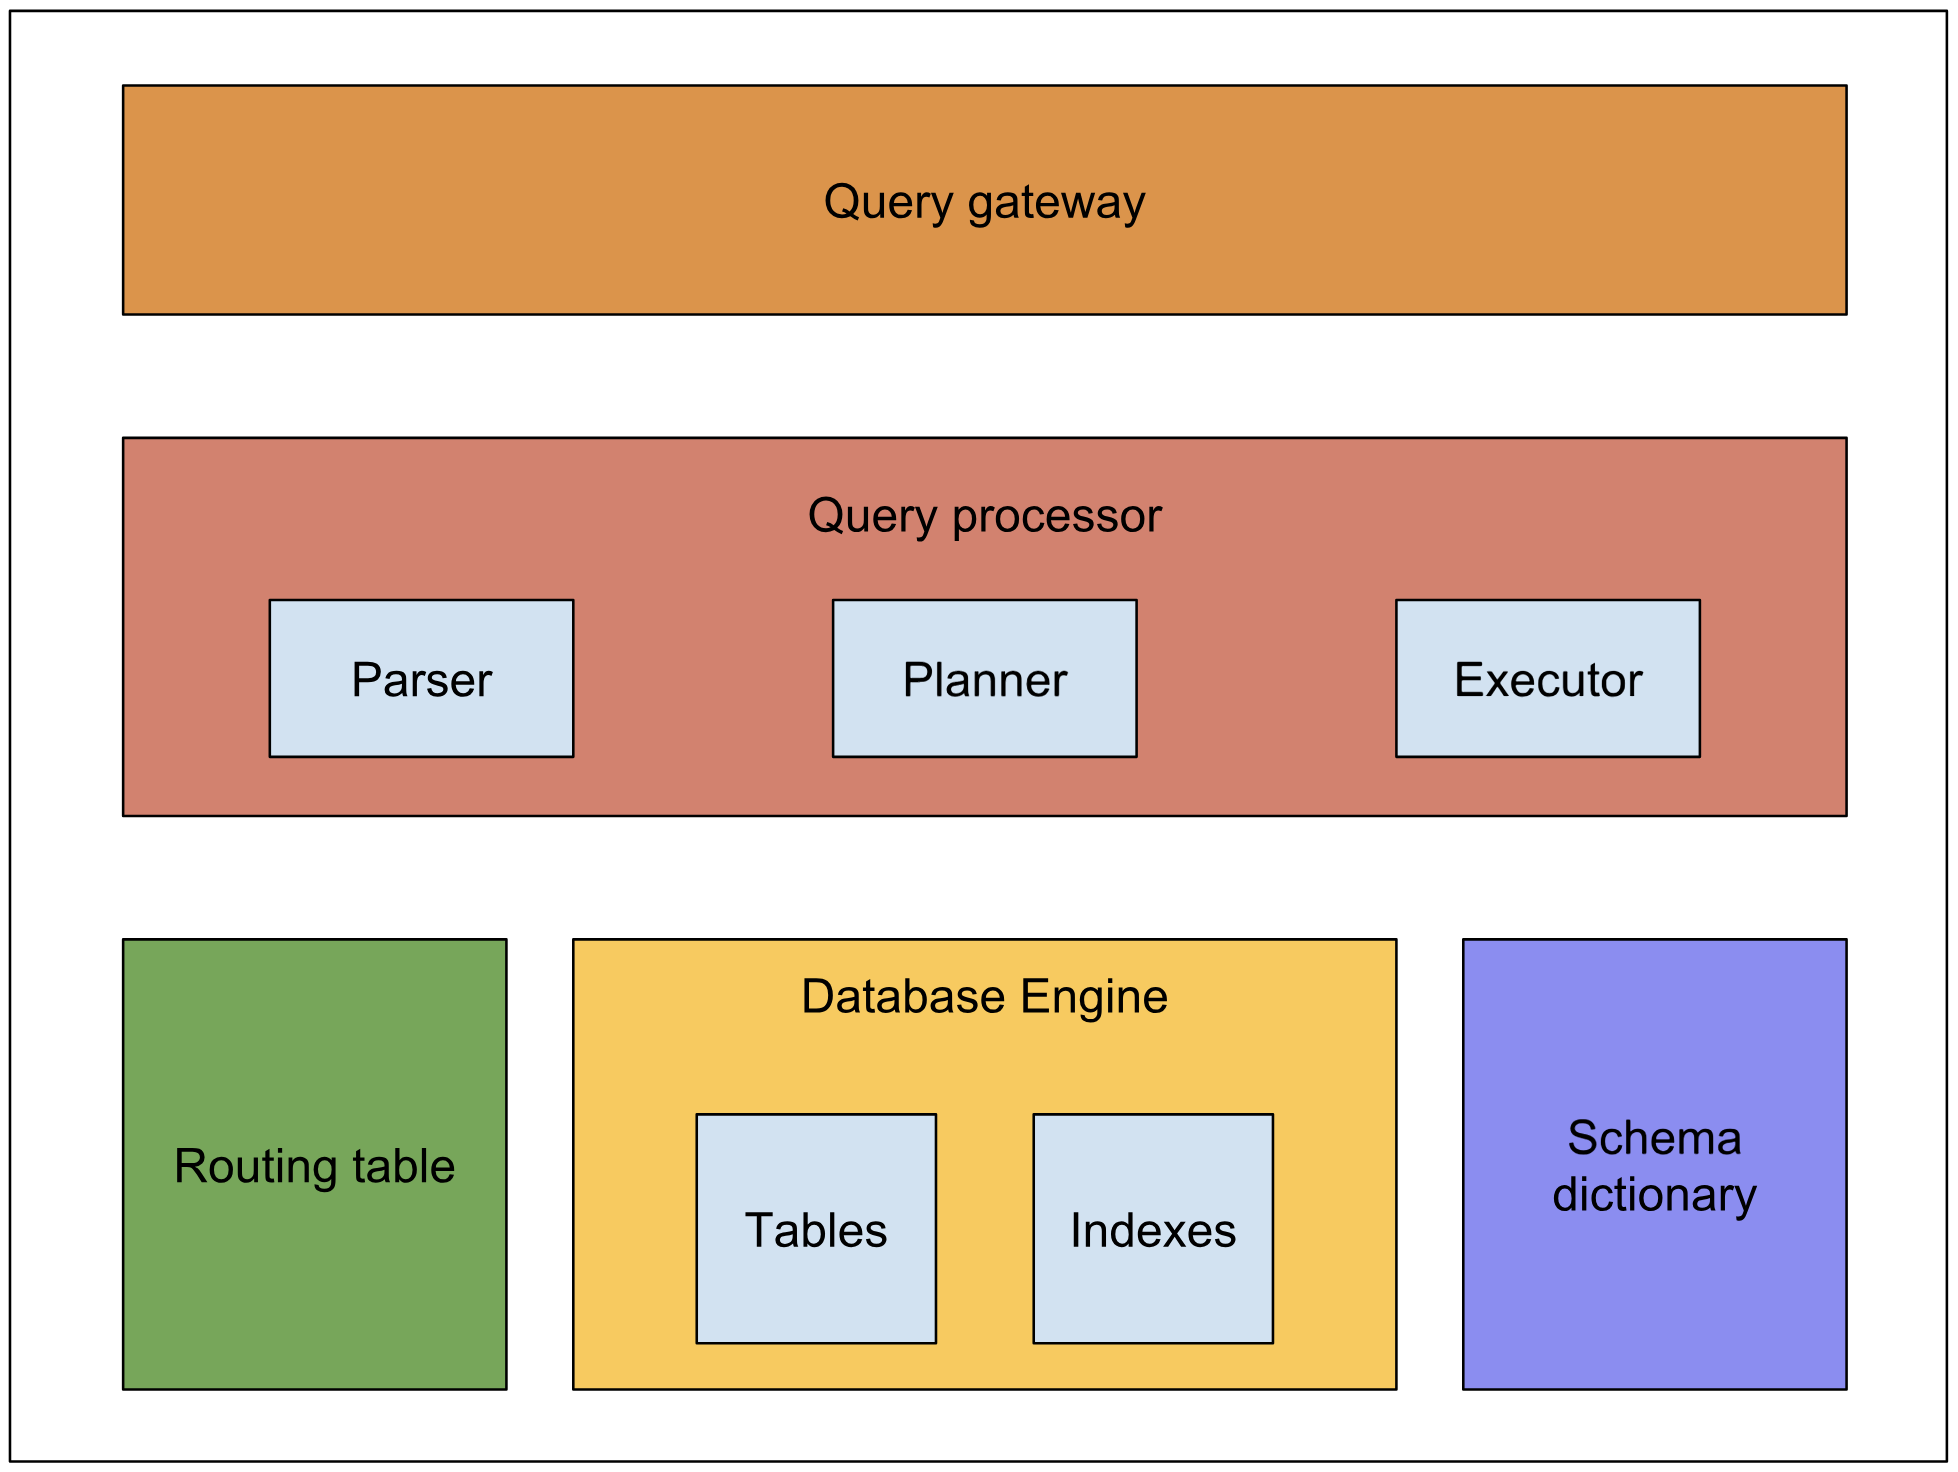 Query gateway
Query processor
Parser
Planner
Executor
Routing table
Database Engine
Tables
Indexes
Schema
dictionary